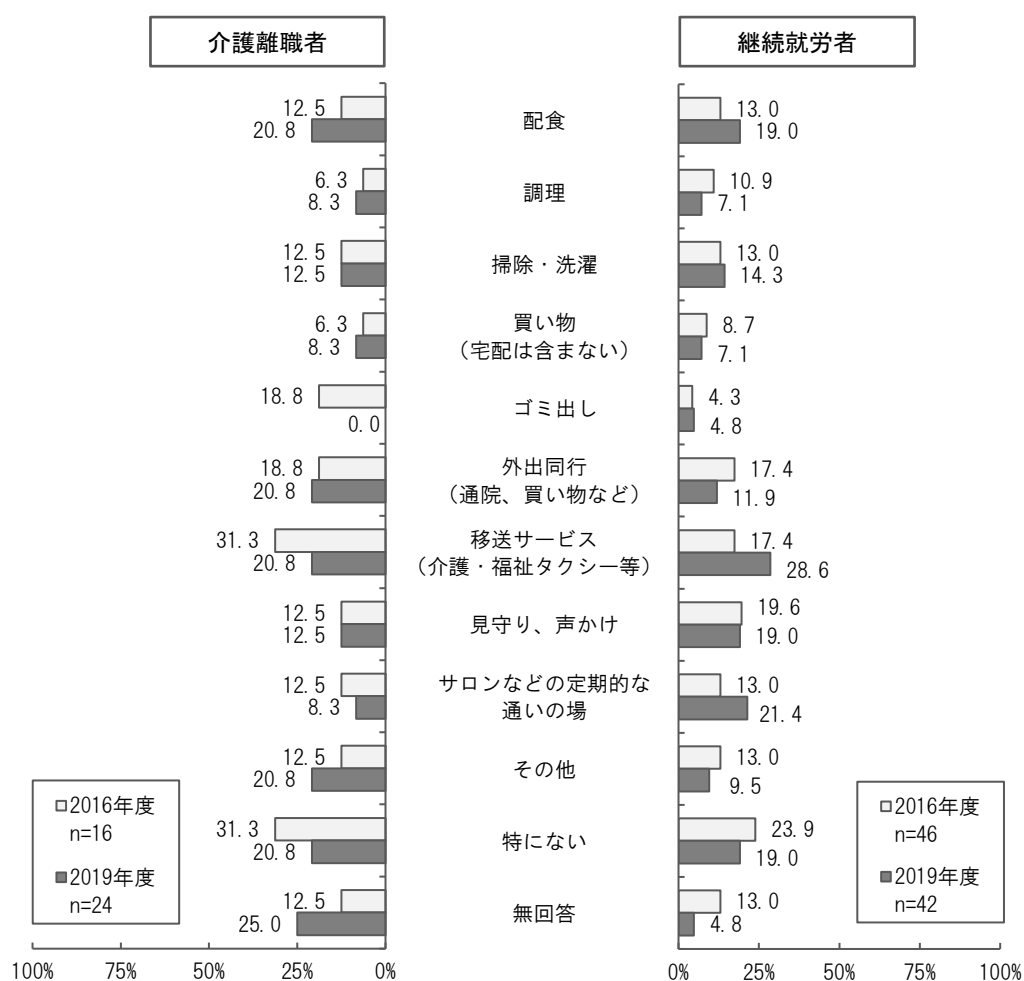 介護離職者
継続就労者
12.5 配食 13.0
20.8 19.0
6.3 調理 10.9
8.3 7.1
12.5 掃除・洗濯 13.0
12.5 14.3
6.3 買い物 8.7
8.3 （宅配は含まない） 7.1
18.8 ゴミ出し 4.3
0.0 4.8
18.8 外出同行 17.4
20.8 （通院、買い物など） 11.9
31.3 移送サービス 17.4
20.8 （介護・福祉タクシー等） 28.6
12.5 見守り、声かけ 19.6
12.5 19.0
12.5 サロンなどの定期的な 13.0
8.3 通いの場 21.4
12.5 その他 13.0
20.8 9.5
31.3 特にない 23.9
20.8 19.0
12.5 無回答 13.0
25.0 4.8
2016年度
n=16
2019年度
n=24
2016年度
n=46
2019年度
n=42
100% 75% 50% 25% 0%
0% 25% 50% 75% 100%